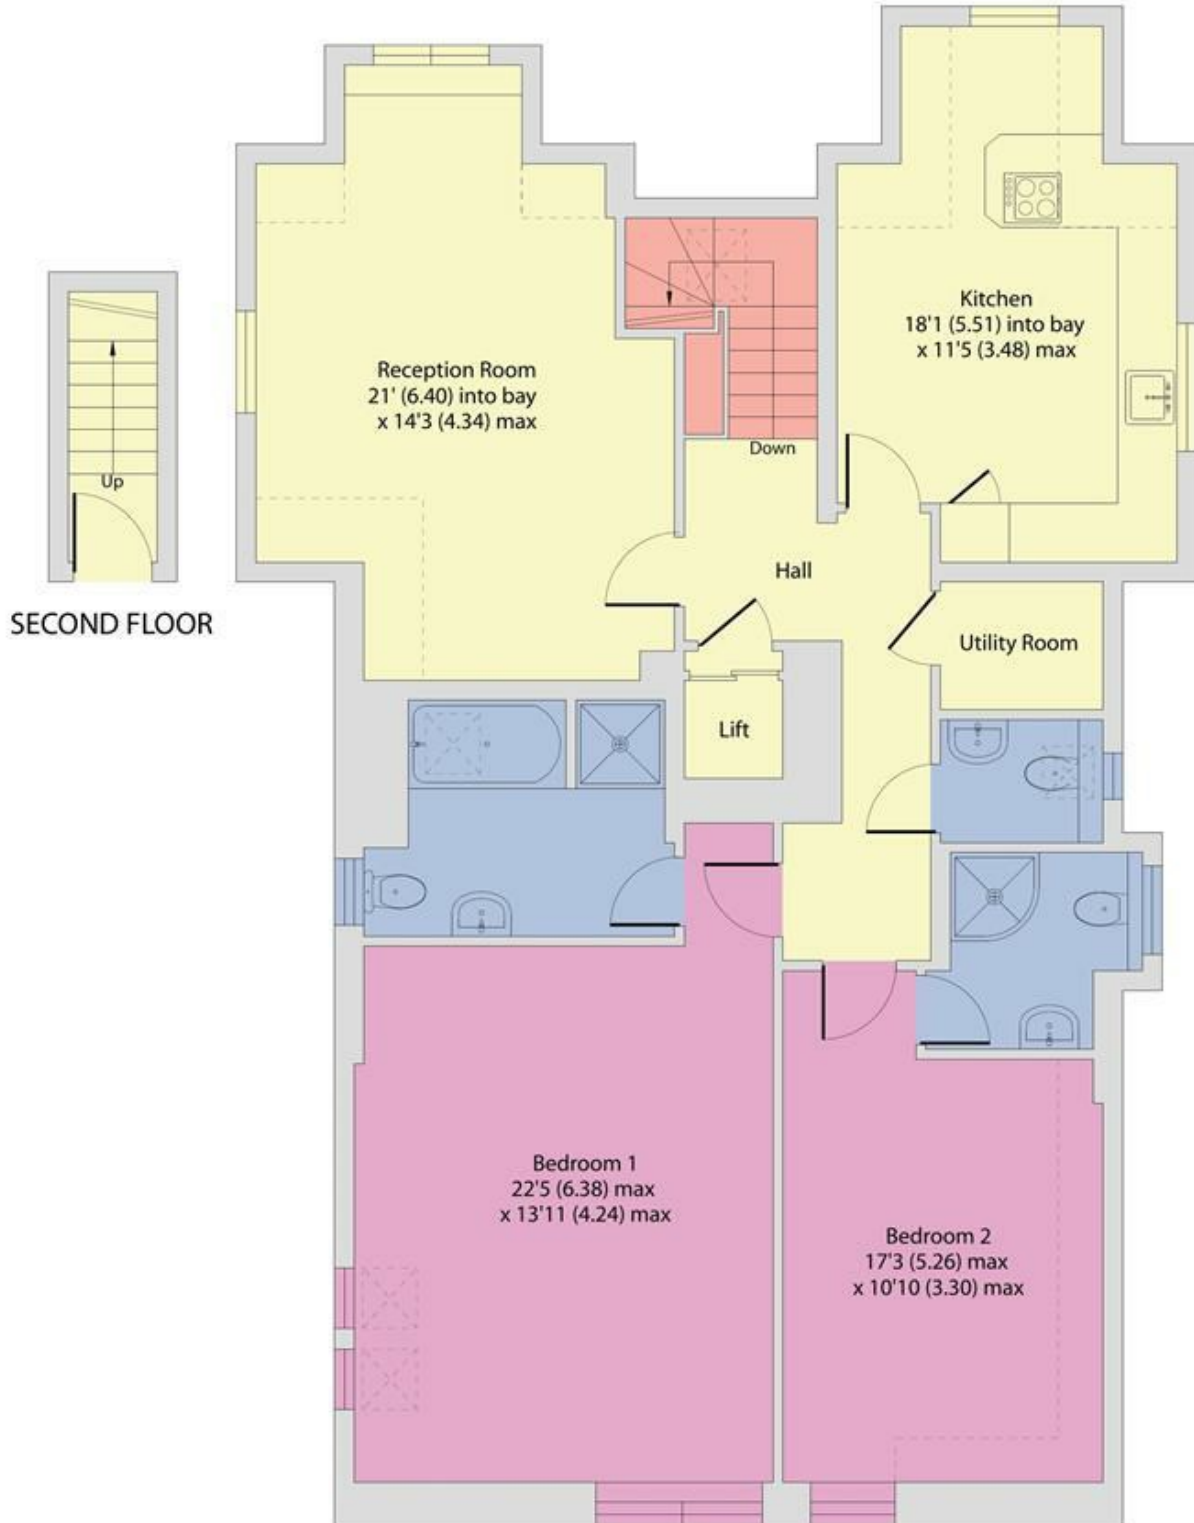 Kitchen
18'1 (5.51) into bay
x 11'5 (3.48) max
Reception Room
21' (6.40) into bay
x 14'3 (4.34) max
Down
Up
Hall
SECOND FLOOR
Utility Room
Lift
Bedroom 1
22'5 (6.38) max
x 13'11 (4.24) max
Bedroom 2
17'3 (5.26) max
x 10'10 (3.30) max